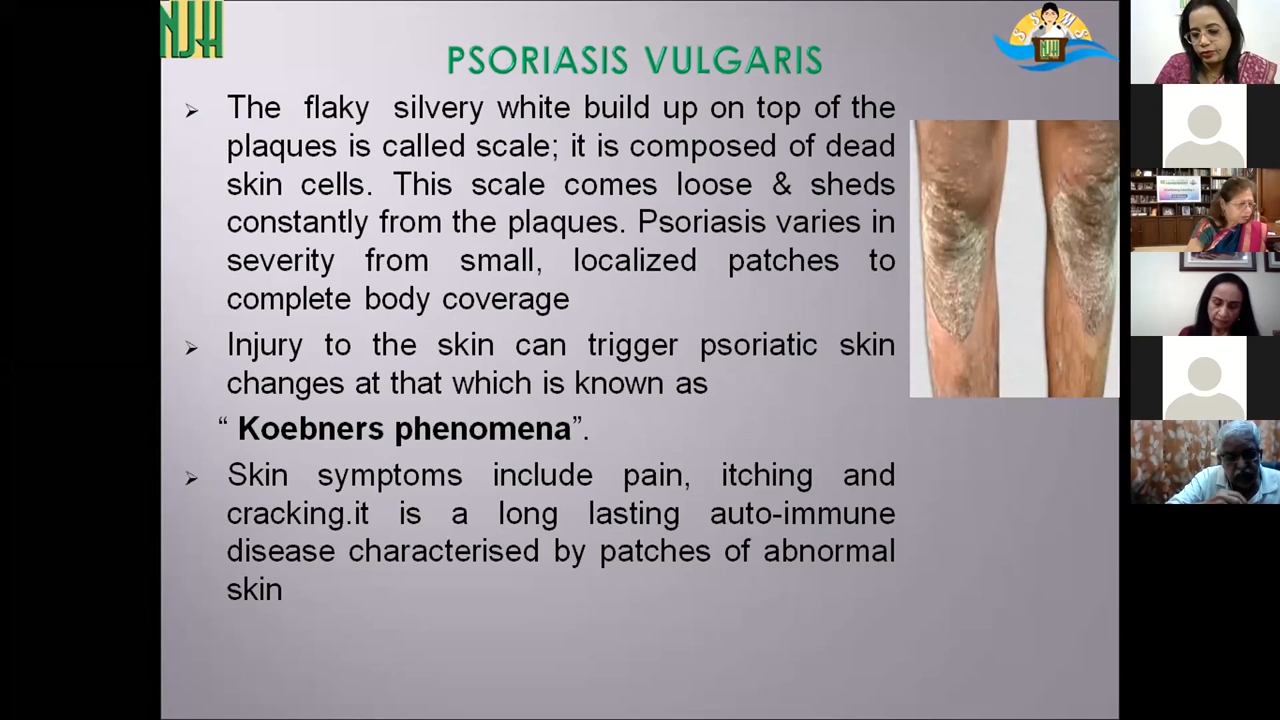 NJH
PSORIASIS VULGARIS
S S M S
NJH
➢ The flaky silvery white build up on top of the
plaques is called scale; it is composed of dead
skin cells. This scale comes loose & sheds
constantly from the plaques. Psoriasis varies in
severity from small, localized patches to
complete body coverage
➢ Injury to the skin can trigger psoriatic skin
changes at that which is known as
“ Koebners phenomena”.
➢ Skin symptoms include pain, itching and
cracking.it is a long lasting auto-immune
disease characterised by patches of abnormal
skin